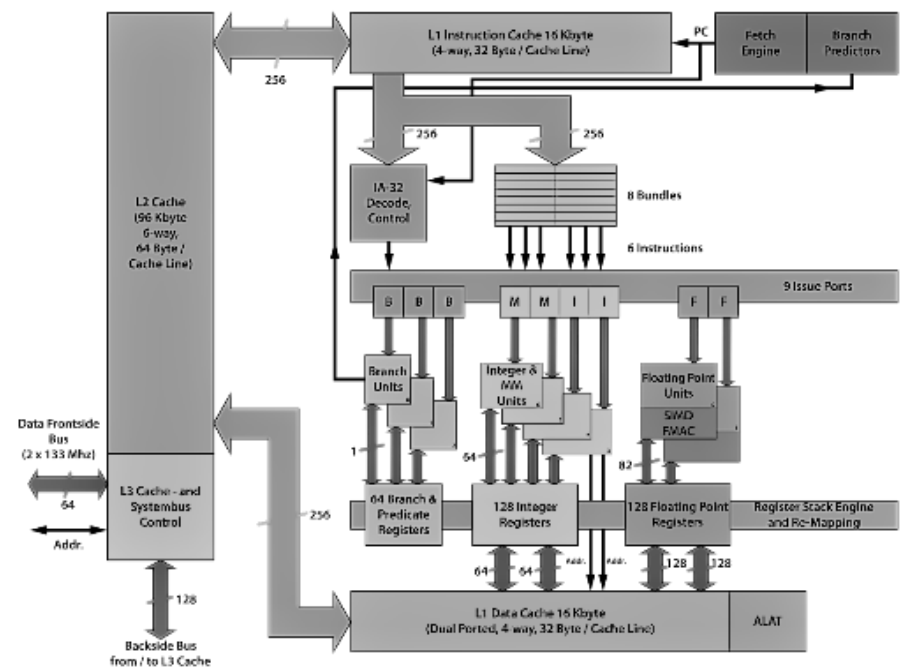 L1 Instruction Cache 16 Kbyte
(4-way, 32 Byte / Cache Line)
PC
Fetch
Engine
Branch
Predictors
256
256
256
L2 Cache
(96 Kbyte
6-way,
64 Byte /
Cache Line)
IA-32
Decode,
Control
8 Bundles
6 Instructions
9 Issue Ports
B
B
B
M
M
I
I
F
F
Branch
Units
Integer &
MM
Units
Floating Point
Units
SIMD
FMAC
1
64
82
Data Frontside
Bus
(2 x 133 Mhz)
64
Addr.
L3 Cache - and
Systembus
Control
256
64 Branch &
Predicate
Registers
128 Integer
Registers
128 Floating Point
Registers
Register Stack Engine
and Re-Mapping
64
64
Addr.
Addr.
128
128
128
L1 Data Cache 16 Kbyte
(Dual Ported, 4-way, 32 Byte / Cache Line)
ALAT
Backside Bus
from / to L3 Cache